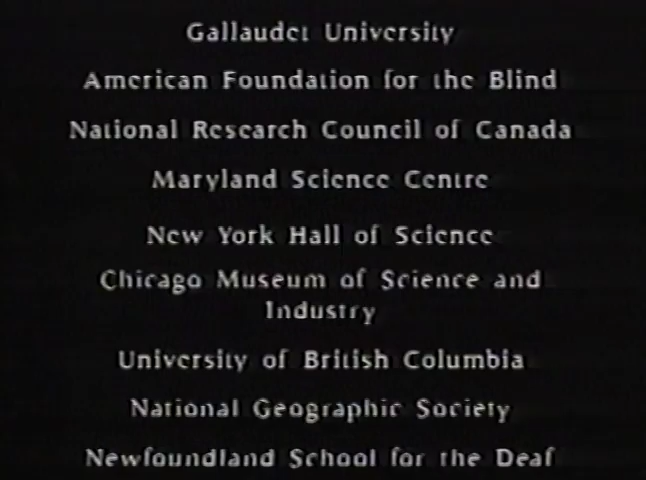 Gallaudet University
American Foundation for the Blind
National Research Council of Canada
Maryland Science Centre
New York Hall of Science
Chicago Museum of Science and
Industry
University of British Columbia
National Geographic Society
Newfoundland School for the Deaf